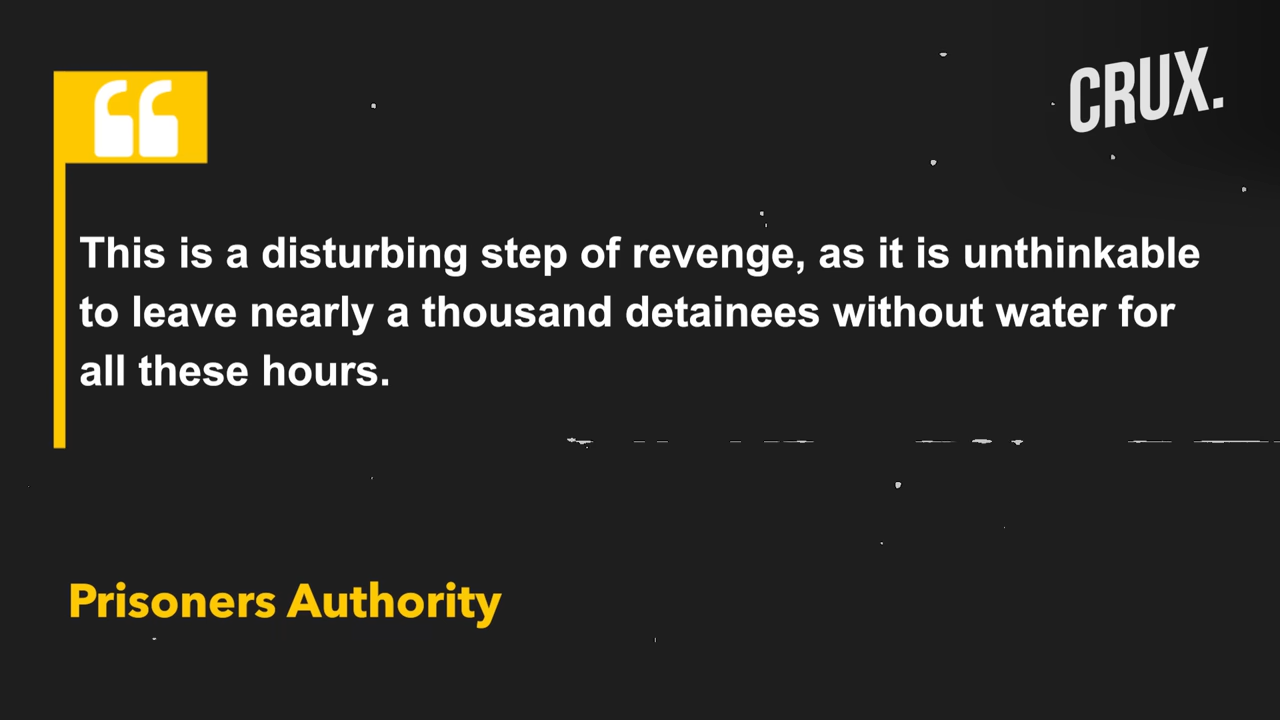 CRUX.
This is a disturbing step of revenge, as it is unthinkable
to leave nearly a thousand detainees without water for
all these hours.
Prisoners Authority